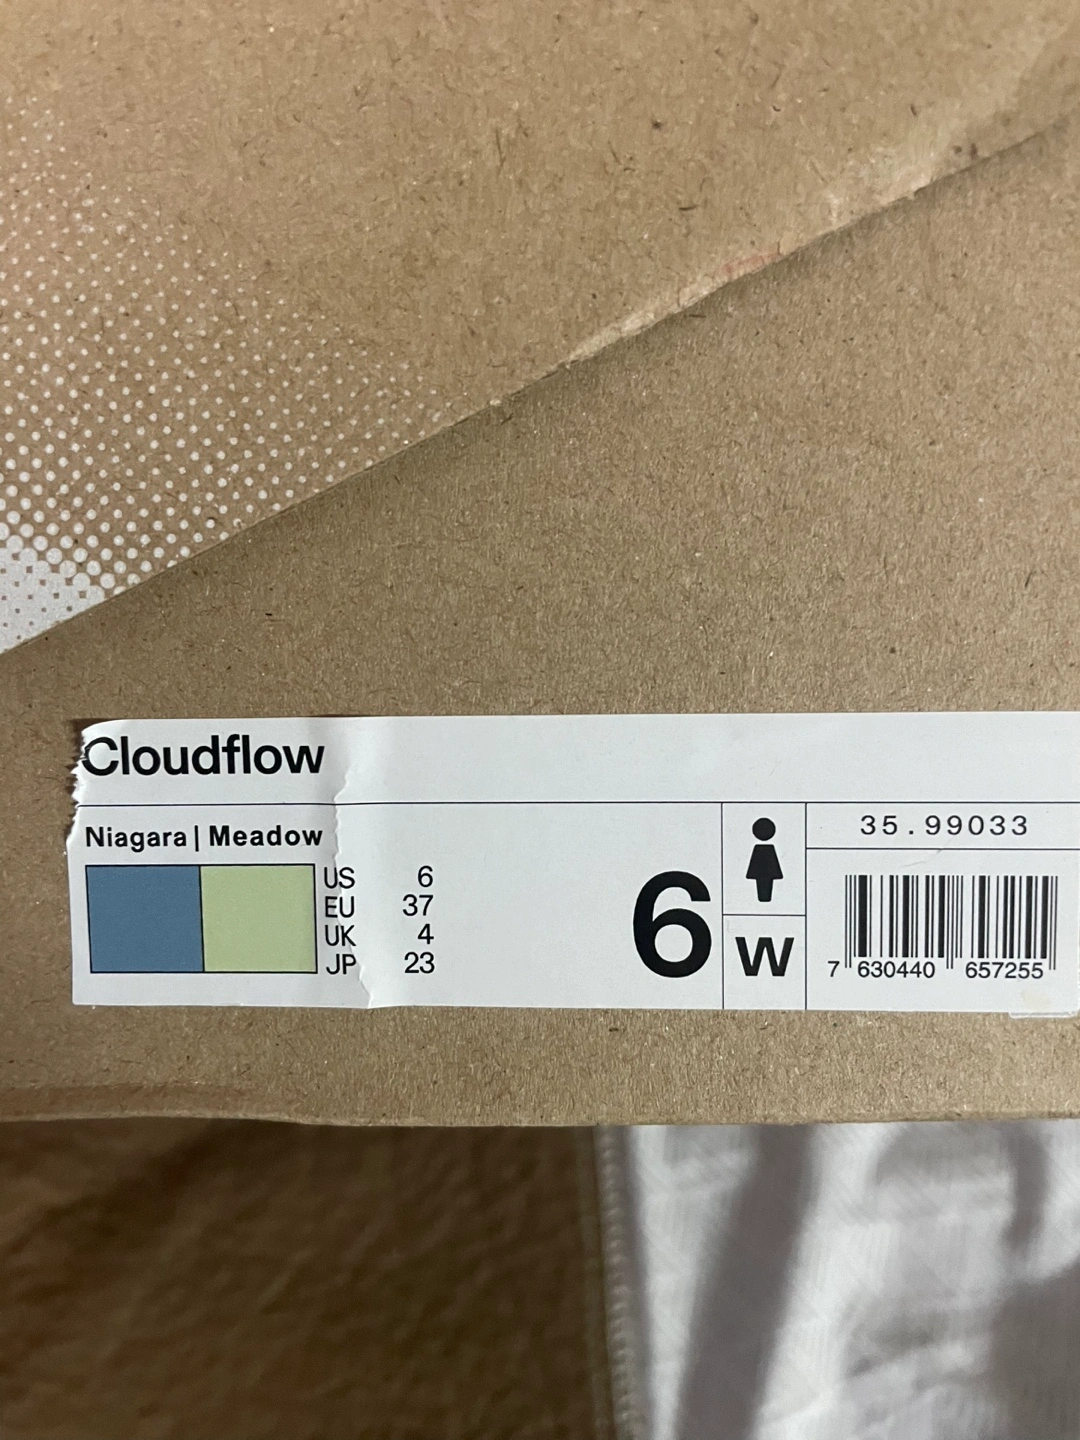 Cloudflow
Niagara | Meadow
US 6
EU 37
UK 4
JP 23
6
W
35.99033
7 630440 657255